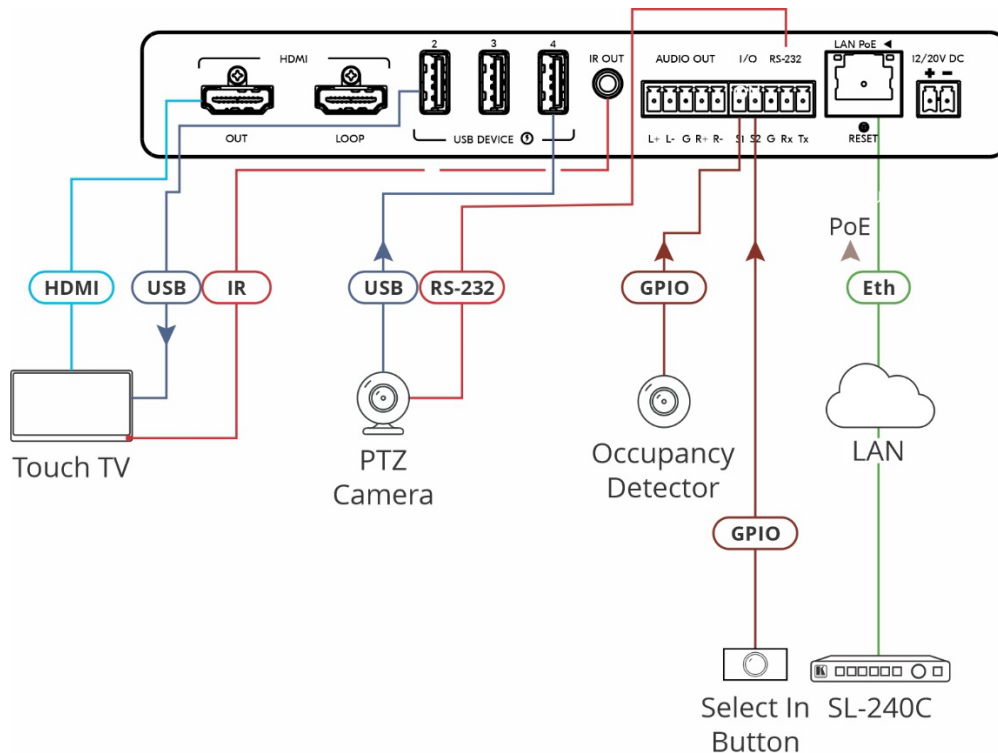 HDMI
2
3
4
IR OUT
AUDIO OUT
I/O
RS-232
LAN PoE
12/20V DC
+ -
OUT
LOOP
USB DEVICE
L+ L- G R+ R-
S1 S2 G Rx Tx
RESET
PoE
HDMI
USB
IR
USB
RS-232
GPIO
Eth
Touch TV
PTZ
Camera
Occupancy
Detector
LAN
GPIO
Select In
Button
SL-240C